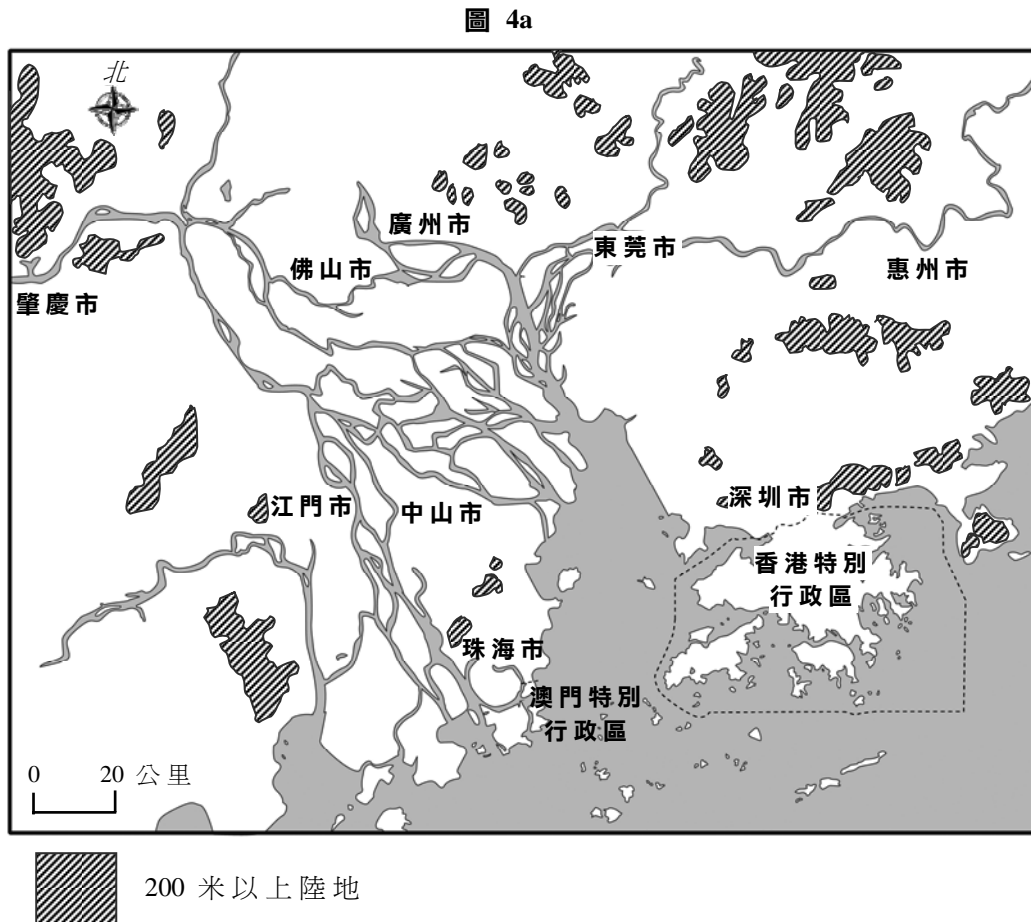 圖 4a
北
廣州市
東莞市
佛山市
惠州市
肇慶市
深圳市
江門市
中山市
香港特別
行政區
珠海市
澳門特別
行政區
0 20 公里
200 米以上陸地